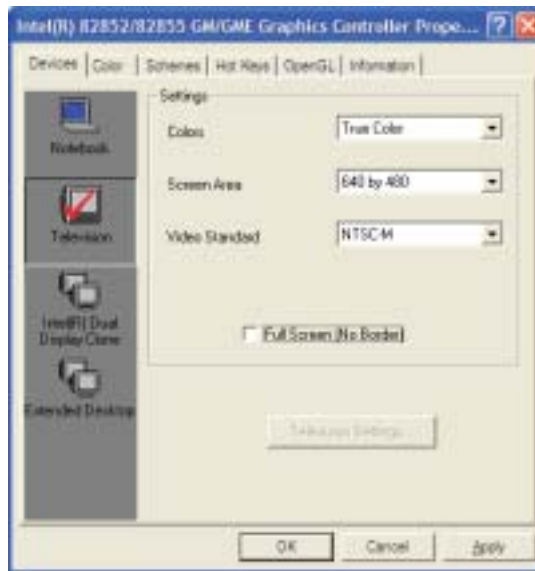 Intel(R) 82852/82855 GM/GME Graphics Controller Prope... ?
Devices Color Schemes Hot Keys OpenGL Information
Settings
Notebook
Colors True Color
Television
Screen Area 640 by 480
Video Standard NTSC-M
Intel(R) Dual
Display Clone
Full Screen (No Border)
Extended Desktop
Television Settings...
OK Cancel Apply